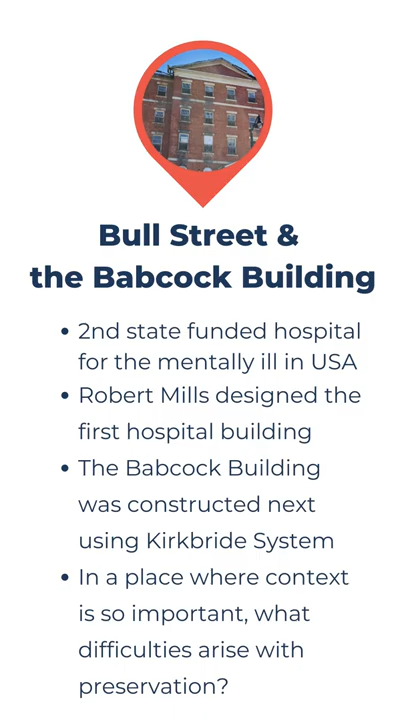 Bull Street &
the Babcock Building
• 2nd state funded hospital
for the mentally ill in USA
• Robert Mills designed the
first hospital building
• The Babcock Building
was constructed next
using Kirkbride System
• In a place where context
is so important, what
difficulties arise with
preservation?